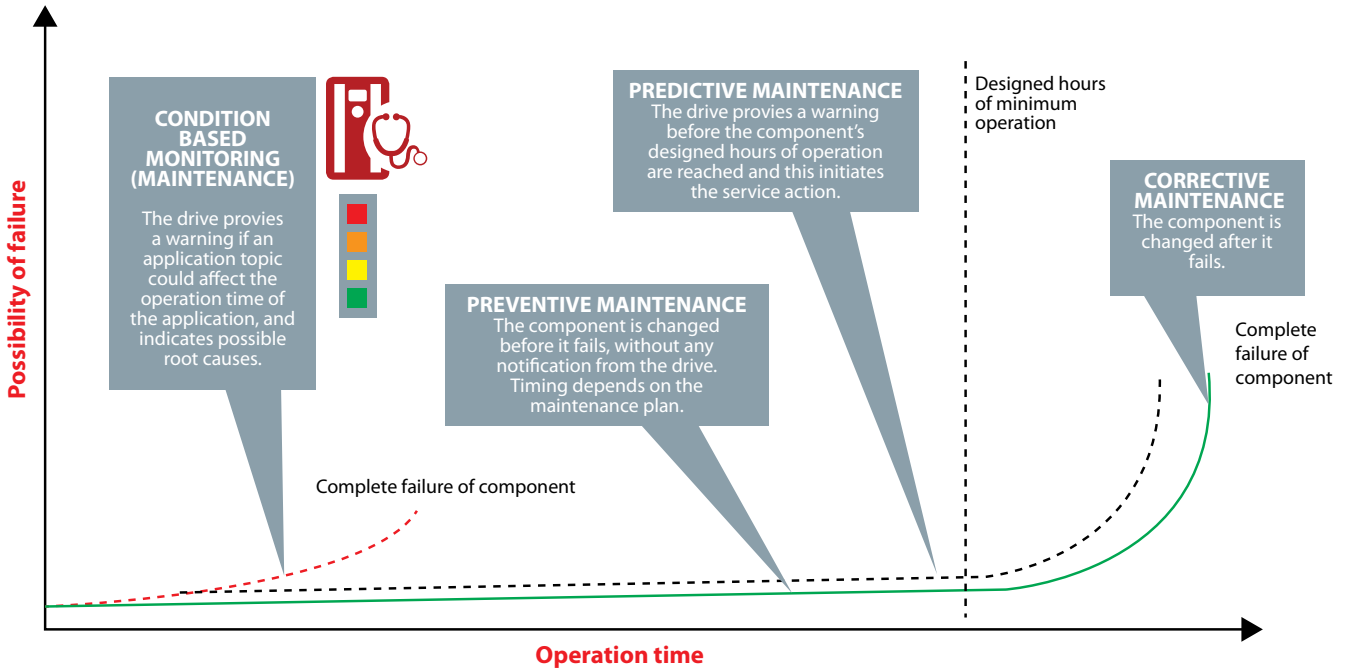 Possibility of failure
CONDITION
BASED
MONITORING
(MAINTENANCE)
The drive provies
a warning if an
application topic
could affect the
operation time of
the application, and
indicates possible
root causes.
Complete failure of component
PREVENTIVE MAINTENANCE
The component is changed
before it fails, without any
notification from the drive.
Timing depends on the
maintenance plan.
PREDICTIVE MAINTENANCE
The drive provies a warning
before the component's
designed hours of operation
are reached and this initiates
the service action.
Designed hours
of minimum
operation
CORRECTIVE
MAINTENANCE
The component is
changed after it
fails.
Complete
failure of
component
Operation time